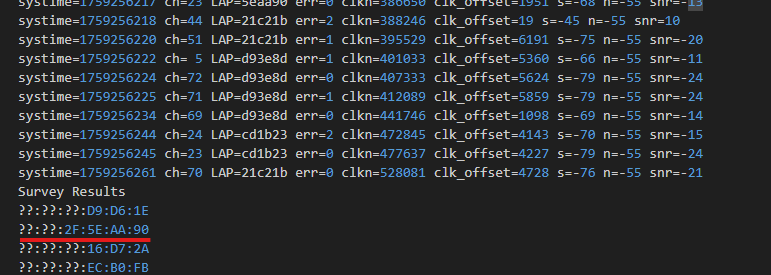 systime=1759256217 ch=23 LAP=5eaa90 err=0 clkn=386650 clk_offset=1951 s=-68 n=-55 snr=-13
systime=1759256218 ch=44 LAP=21c21b err=2 clkn=388246 clk_offset=19 s=-45 n=-55 snr=10
systime=1759256220 ch=51 LAP=21c21b err=1 clkn=395529 clk_offset=6191 s=-75 n=-55 snr=-20
systime=1759256222 ch= 5 LAP=d93e8d err=1 clkn=401033 clk_offset=5360 s=-66 n=-55 snr=-11
systime=1759256224 ch=72 LAP=d93e8d err=0 clkn=407333 clk_offset=5624 s=-79 n=-55 snr=-24
systime=1759256225 ch=71 LAP=d93e8d err=1 clkn=412089 clk_offset=5859 s=-79 n=-55 snr=-24
systime=1759256234 ch=69 LAP=d93e8d err=0 clkn=441746 clk_offset=1098 s=-69 n=-55 snr=-14
systime=1759256244 ch=24 LAP=cd1b23 err=2 clkn=472845 clk_offset=4143 s=-70 n=-55 snr=-15
systime=1759256245 ch=23 LAP=cd1b23 err=0 clkn=477637 clk_offset=4227 s=-79 n=-55 snr=-24
systime=1759256261 ch=70 LAP=21c21b err=0 clkn=528081 clk_offset=4728 s=-76 n=-55 snr=-21
Survey Results
??:??:??:D9:D6:1E
??:??:2F:5E:AA:90
??:??:??:16:D7:2A
??:??:??:EC:B0:FB